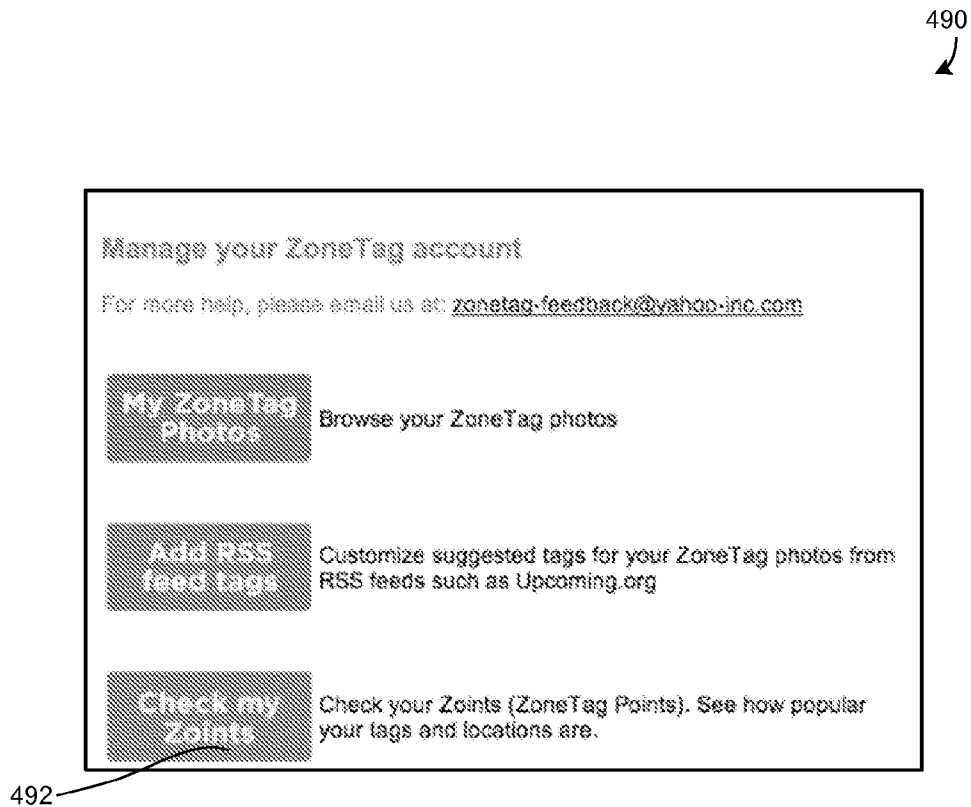 490
Manage your ZoneTag account
For more help, please email us at: zonetag-feedback@yahoo-inc.com
My ZoneTag
Photos
Browse your ZoneTag photos
Add RSS
feed tags
Customize suggested tags for your ZoneTag photos from
RSS feeds such as Upcoming.org
Check my
Zoints
Check your Zoints (ZoneTag Points). See how popular
your tags and locations are.
492